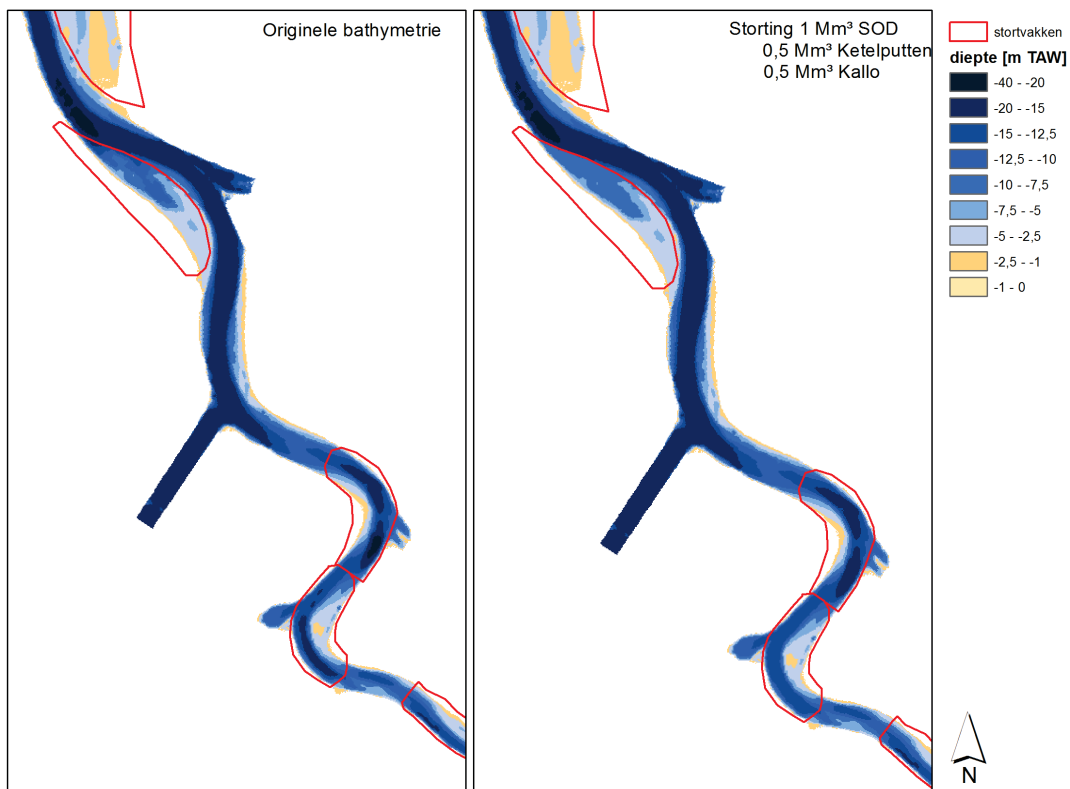 Originele bathymetrie
Storting 1 Mm³ SOD
0,5 Mm³ Ketelputten
0,5 Mm³ Kallo
stortvakken
diepte [m TAW]
-40 - -20
-20 - -15
-15 - -12,5
-12,5 - -10
-10 - -7,5
-7,5 - -5
-5 - -2,5
-2,5 - -1
-1 - 0
N